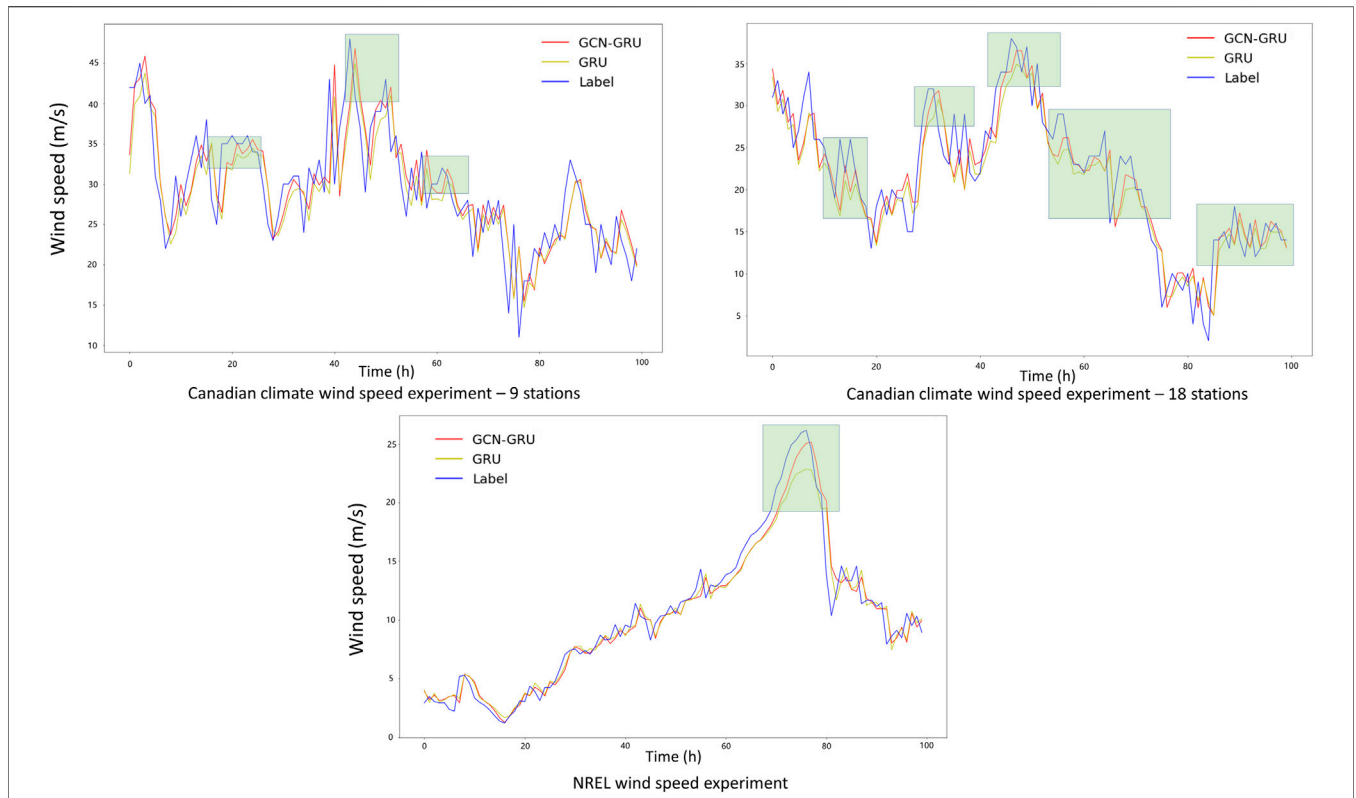 GCN-GRU
GRU
Label
Wind speed (m/s)
45
40
35
30
25
20
15
10
0
20
40
60
80
100
Time (h)
Canadian climate wind speed experiment – 9 stations
GCN-GRU
GRU
Label
Wind speed (m/s)
35
30
25
20
15
10
5
0
20
40
60
80
100
Time (h)
Canadian climate wind speed experiment – 18 stations
GCN-GRU
GRU
Label
Wind speed (m/s)
25
20
15
10
5
0
0
20
40
60
80
100
Time (h)
NREL wind speed experiment